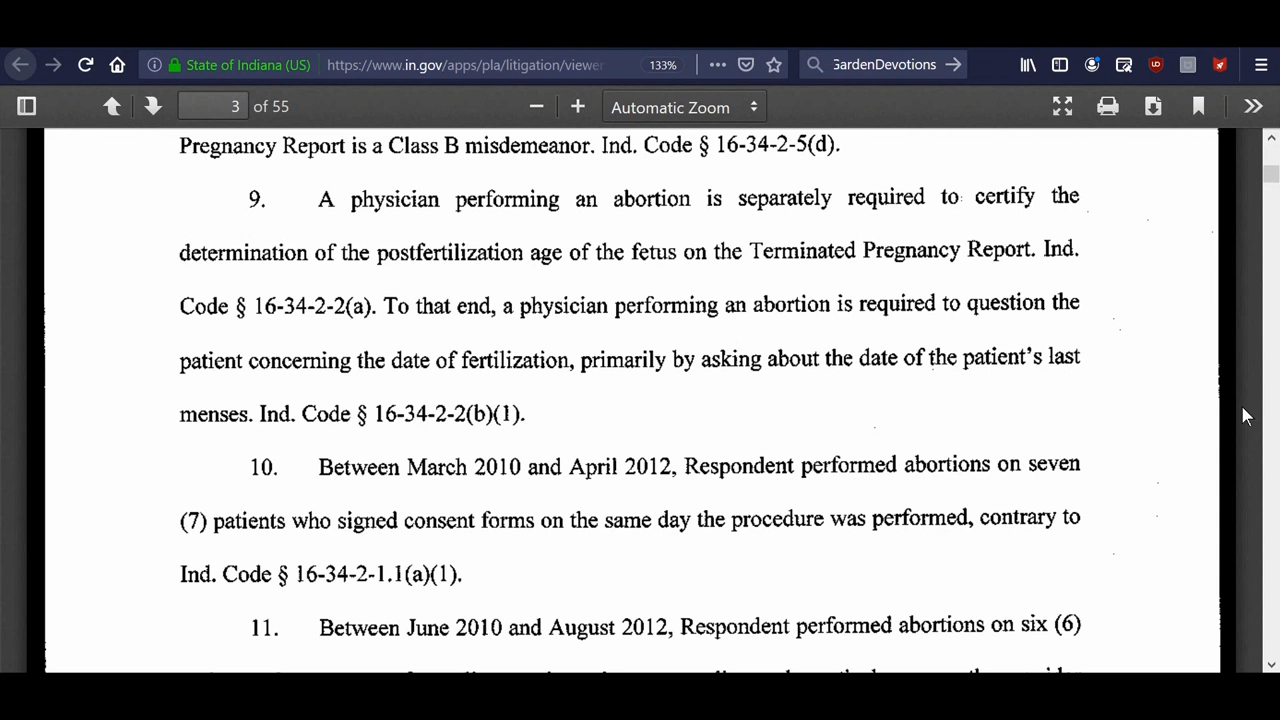 State of Indiana (US)
https://www.in.gov/apps/pla/litigation/viewer
133%
GardenDevotions
3 of 55
Automatic Zoom
Pregnancy Report is a Class B misdemeanor. Ind. Code § 16-34-2-5(d).
9. A physician performing an abortion is separately required to certify the
determination of the postfertilization age of the fetus on the Terminated Pregnancy Report. Ind.
Code § 16-34-2-2(a). To that end, a physician performing an abortion is required to question the
patient concerning the date of fertilization, primarily by asking about the date of the patient's last
menses. Ind. Code § 16-34-2-2(b)(1).
10. Between March 2010 and April 2012, Respondent performed abortions on seven
(7) patients who signed consent forms on the same day the procedure was performed, contrary to
Ind. Code § 16-34-2-1.1(a)(1).
11. Between June 2010 and August 2012, Respondent performed abortions on six (6)